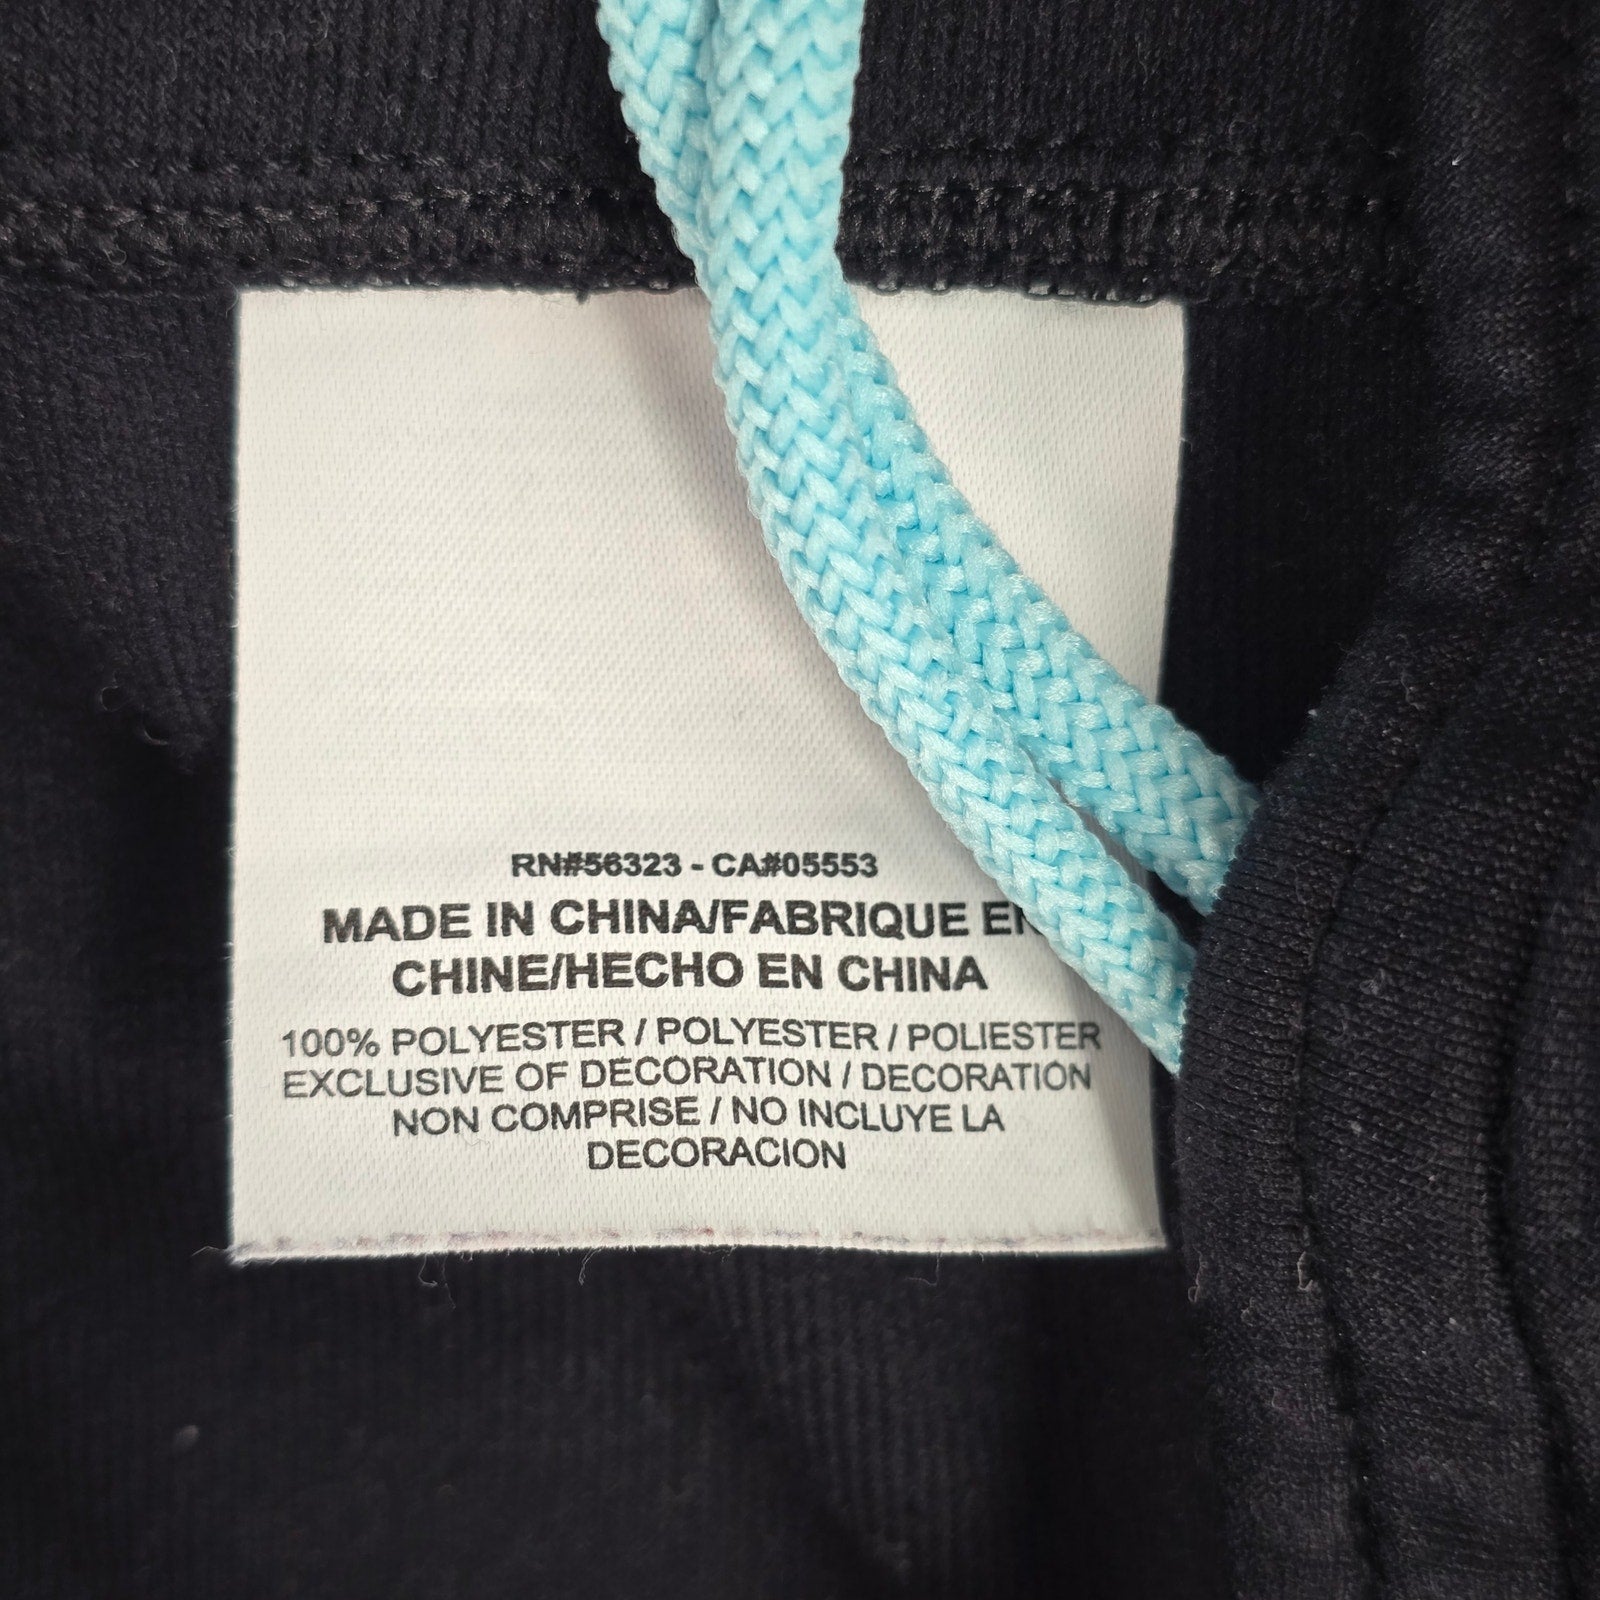 RN#56323 - CA#05553
MADE IN CHINA/FABRIQUE EN
CHINE/HECHO EN CHINA
100% POLYESTER / POLYESTER / POLIESTER
EXCLUSIVE OF DECORATION / DECORATION
NON COMPRISE / NO INCLUYE LA
DECORACION